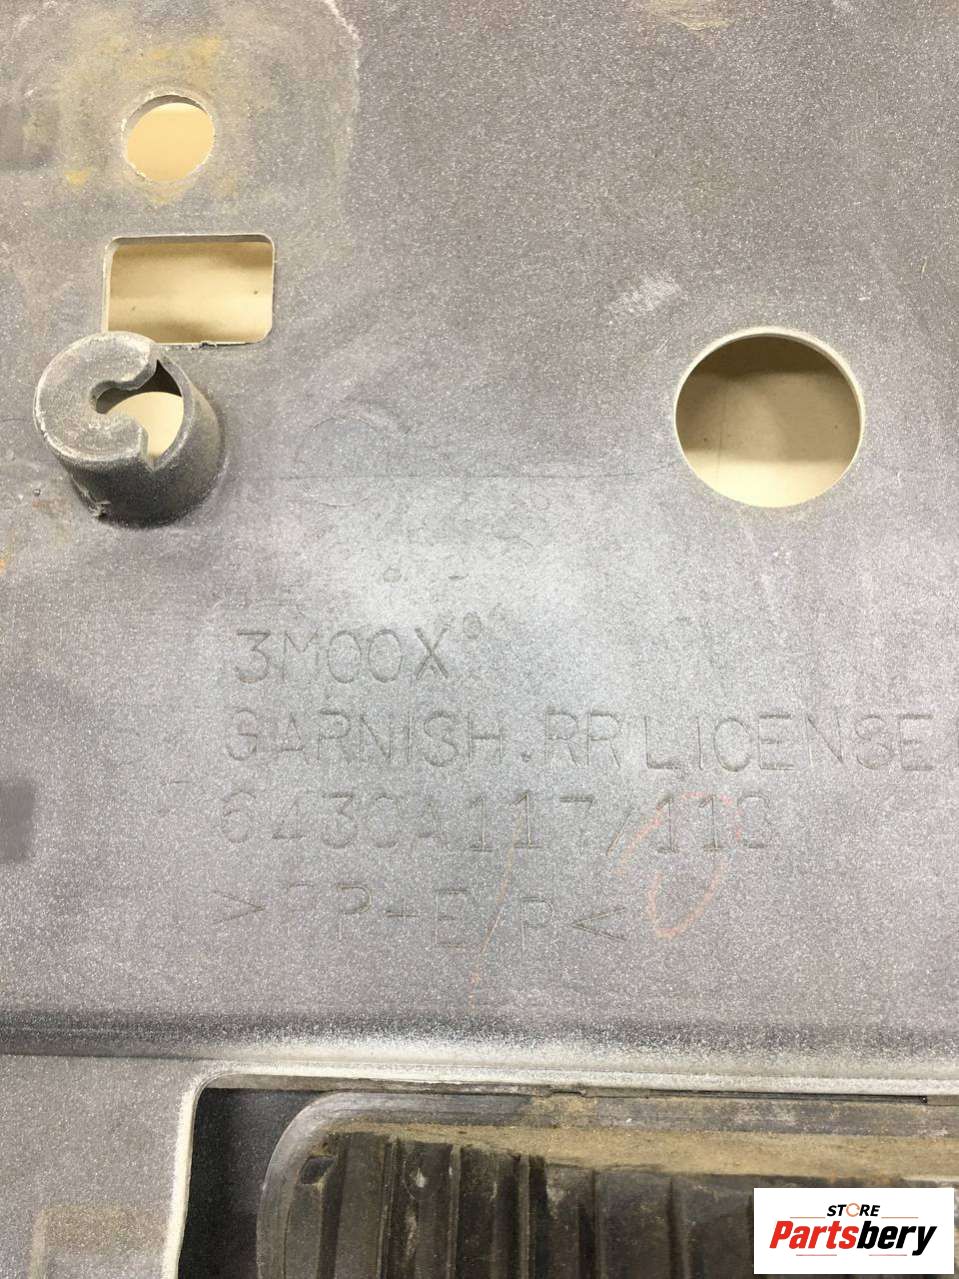 3M00X
GARNISH.RR LICENSE
6430A117/118
>PP+E/P<
STORE
Partsbery